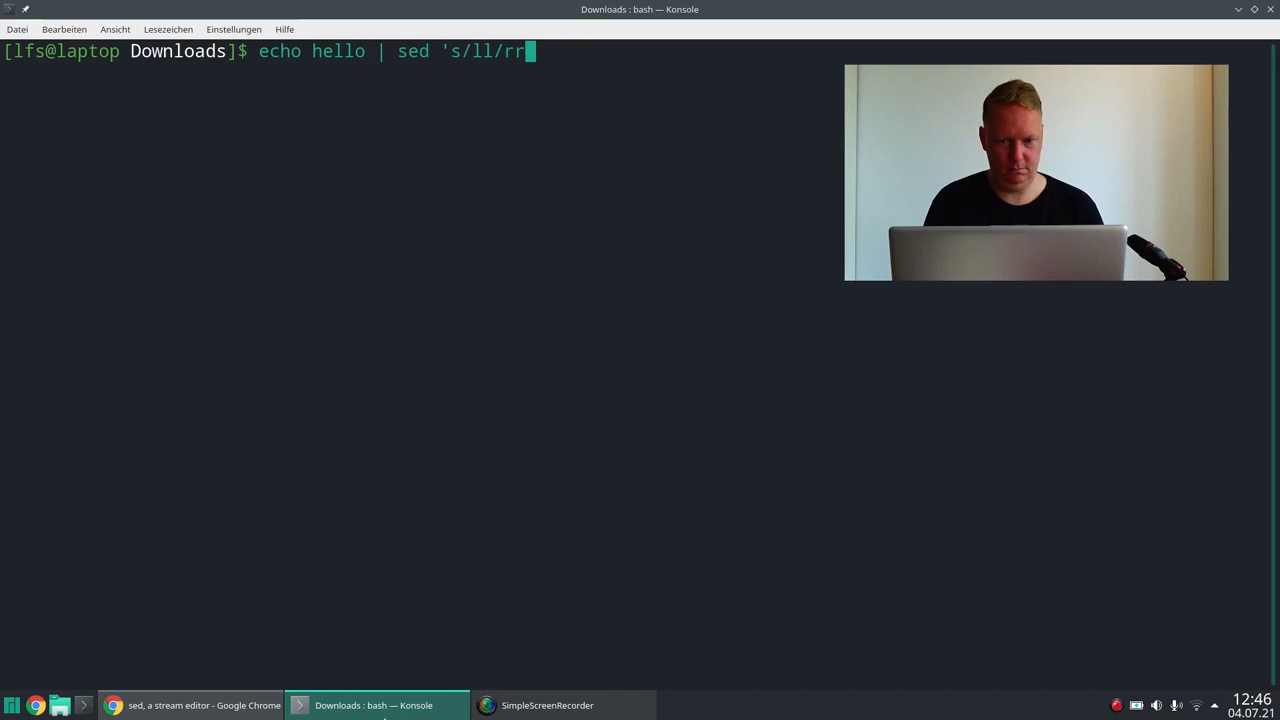 Downloads : bash — Konsole
Datei Bearbeiten Ansicht Lesezeichen Einstellungen Hilfe
[lfs@laptop Downloads]$ echo hello | sed 's/ll/rr
sed, a stream editor - Google Chrome
Downloads : bash — Konsole
SimpleScreenRecorder
12:46
04.07.21